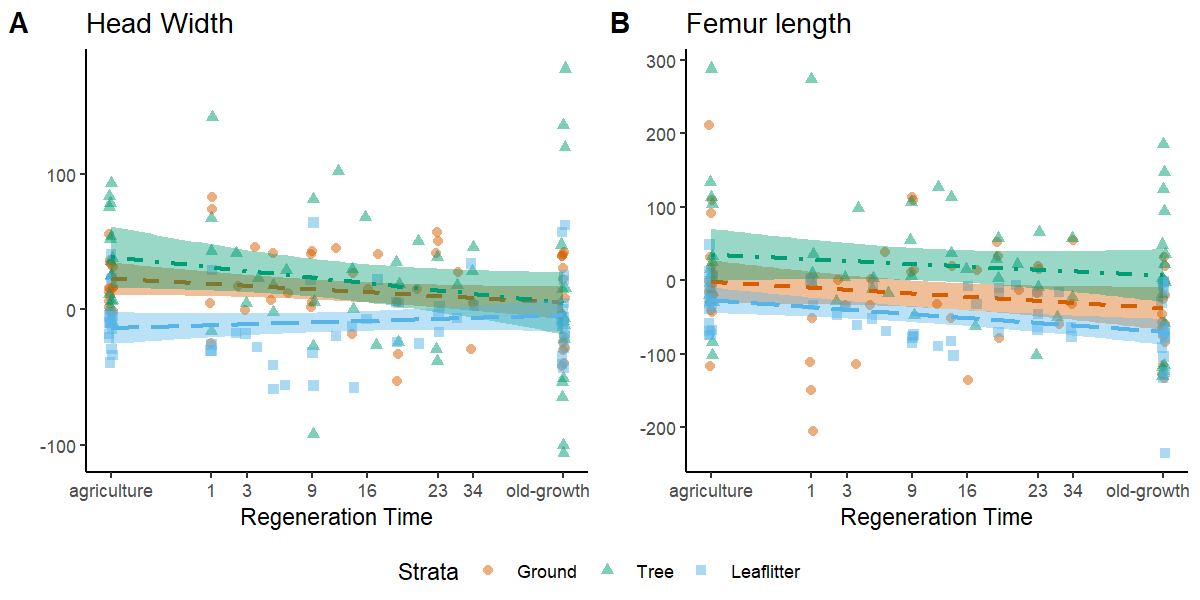 A Head Width
100
0
-100
agriculture 1 3 9 16 23 34 old-growth
Regeneration Time
B Femur length
300
200
100
0
-100
-200
agriculture 1 3 9 16 23 34 old-growth
Regeneration Time
Strata Ground Tree Leaflitter